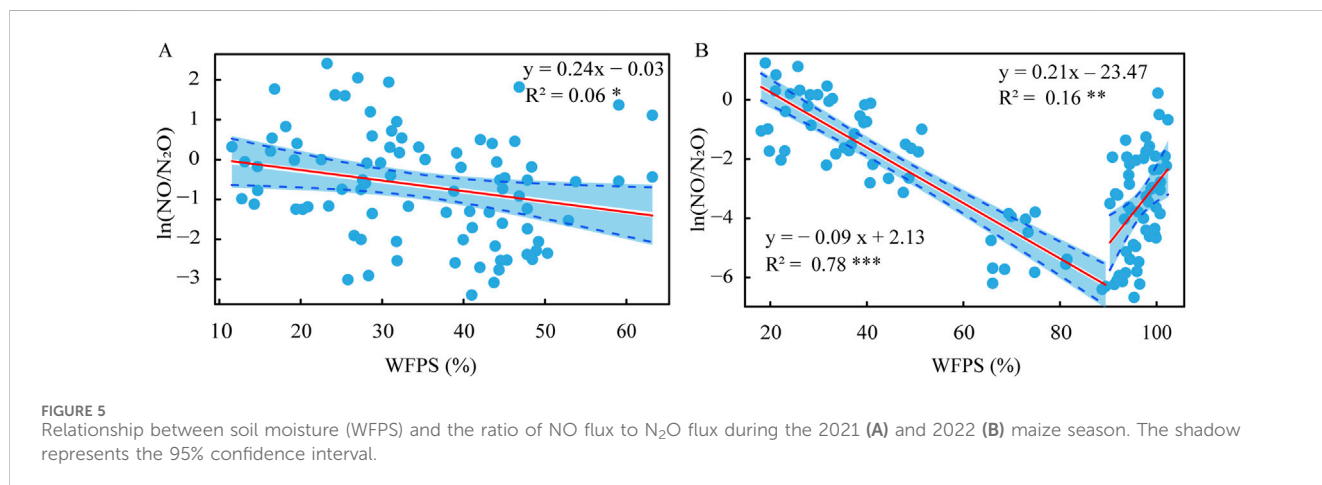 A
y = 0.24x − 0.03
R² = 0.06 *
ln(NO/N₂O)
2
1
0
−1
−2
−3
10 20 30 40 50 60
WFPS (%)
B
y = 0.21x – 23.47
R² = 0.16 **
y = − 0.09 x + 2.13
R² = 0.78 ***
ln(NO/N₂O)
0
−2
−4
−6
20 40 60 80 100
WFPS (%)
FIGURE 5
Relationship between soil moisture (WFPS) and the ratio of NO flux to N₂O flux during the 2021 (A) and 2022 (B) maize season. The shadow
represents the 95% confidence interval.